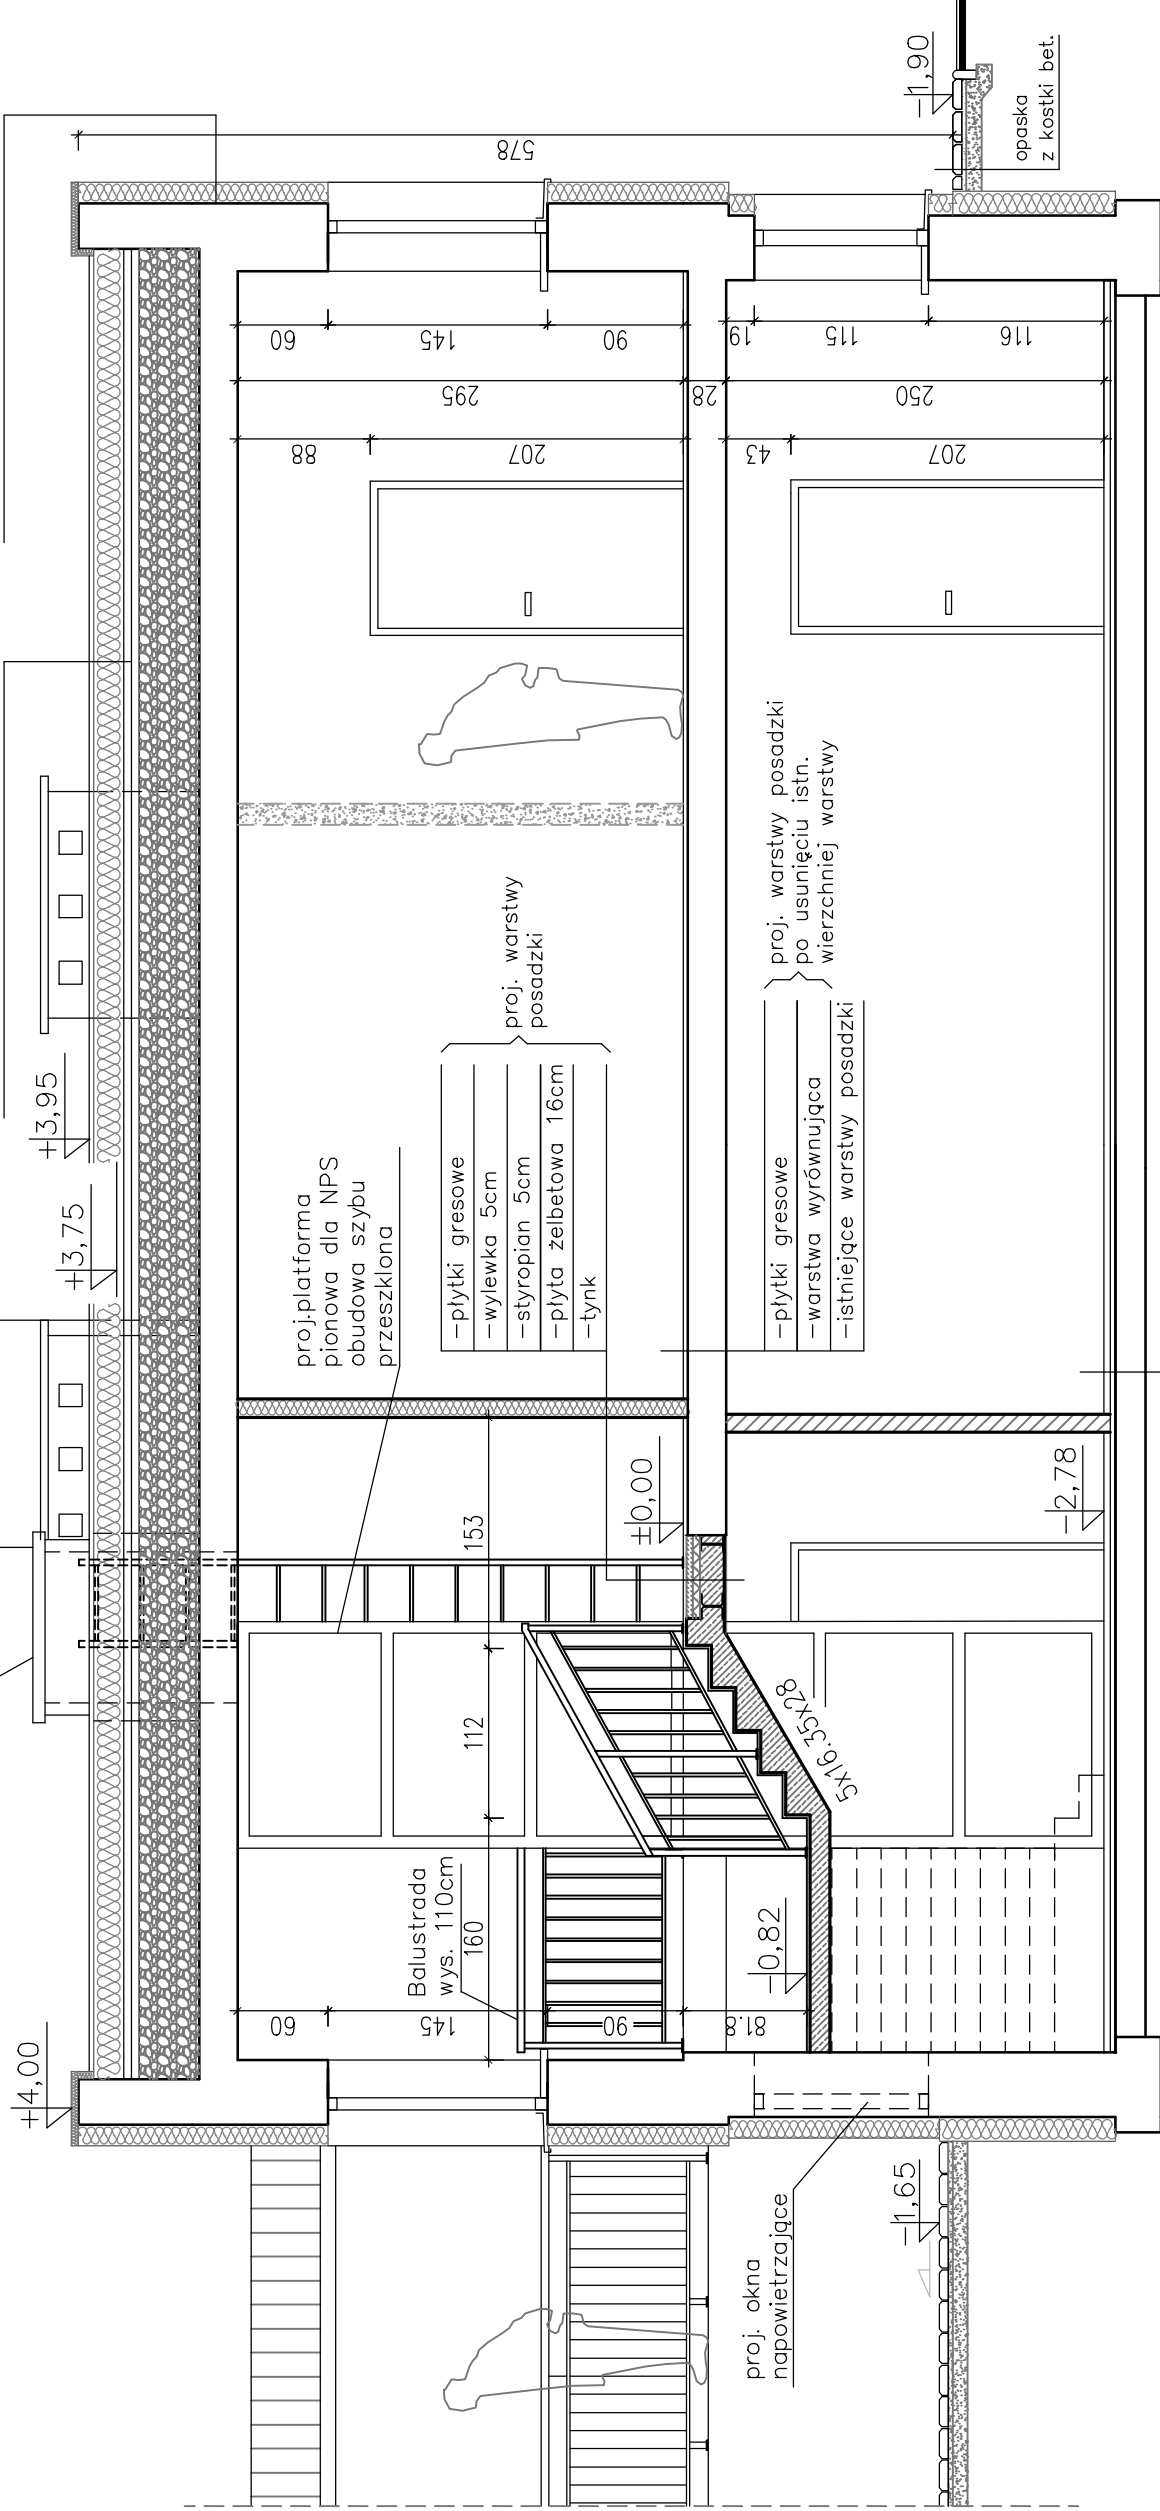 +4,00
+3,75
+3,95
578
-1,90
opaska
z kostki bet.
proj.platforma
pionowa dla NPS
obudowa szybu
przeszklona
-płytki gresowe
-wylewka 5cm
-styropian 5cm
-płyta żelbetowa 16cm
-tynk
proj. warstwy
posadzki
60
145
90
295
28
88
207
19
115
116
250
43
207
-płytki gresowe
-warstwa wyrównująca
-istniejące warstwy posadzki
proj. warstwy posadzki
po usunięciu istn.
wierzchniej warstwy
Balustrada
wys. 110cm
160
112
153
±0,00
60
145
90
81.8
-0,82
5x16.35x28
-2,78
proj. okna
napowietrzające
-1,65